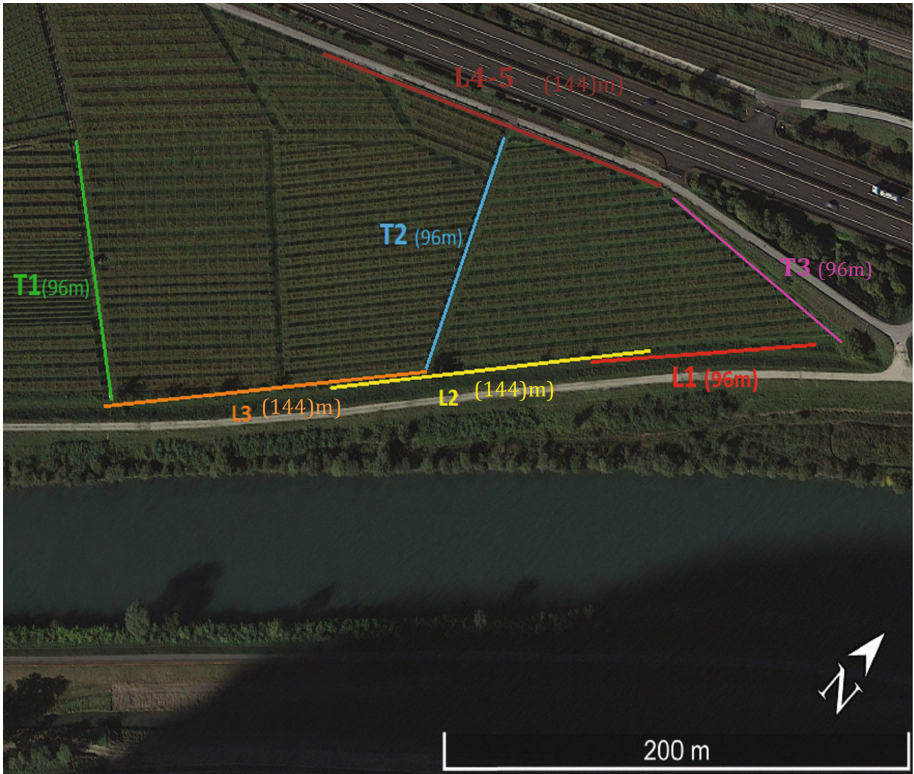 L4-5 (144)m)
T2 (96m)
T3 (96m)
T1(96m)
L1 (96m)
L2 (144)m)
L3 (144)m)
N
200 m